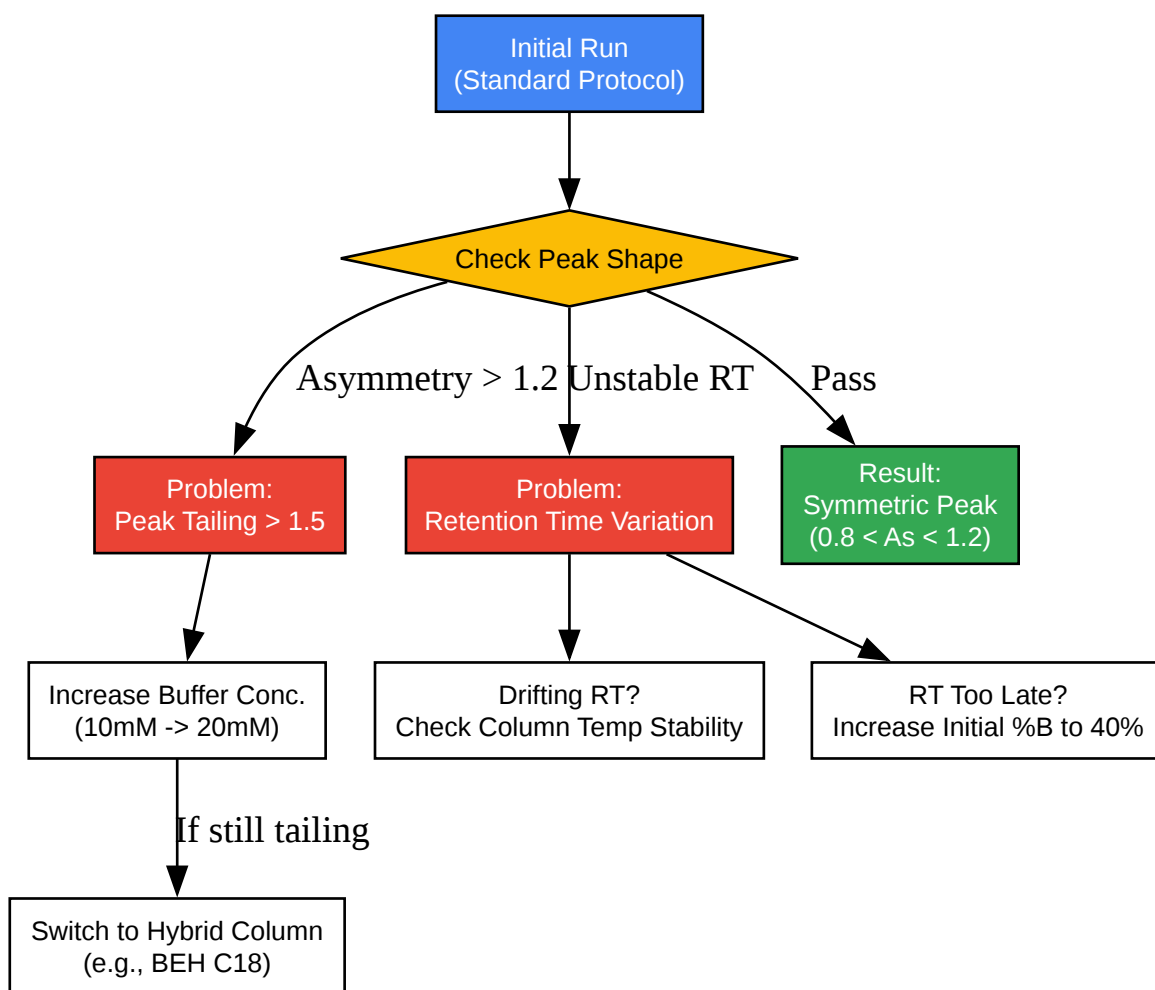 Initial Run
(Standard Protocol)
Check Peak Shape
Asymmetry > 1.2
Unstable RT
Pass
Problem:
Peak Tailing > 1.5
Problem:
Retention Time Variation
Result:
Symmetric Peak
(0.8 < As < 1.2)
Increase Buffer Conc.
(10mM -> 20mM)
Drifting RT?
Check Column Temp Stability
RT Too Late?
Increase Initial %B to 40%
If still tailing
Switch to Hybrid Column
(e.g., BEH C18)